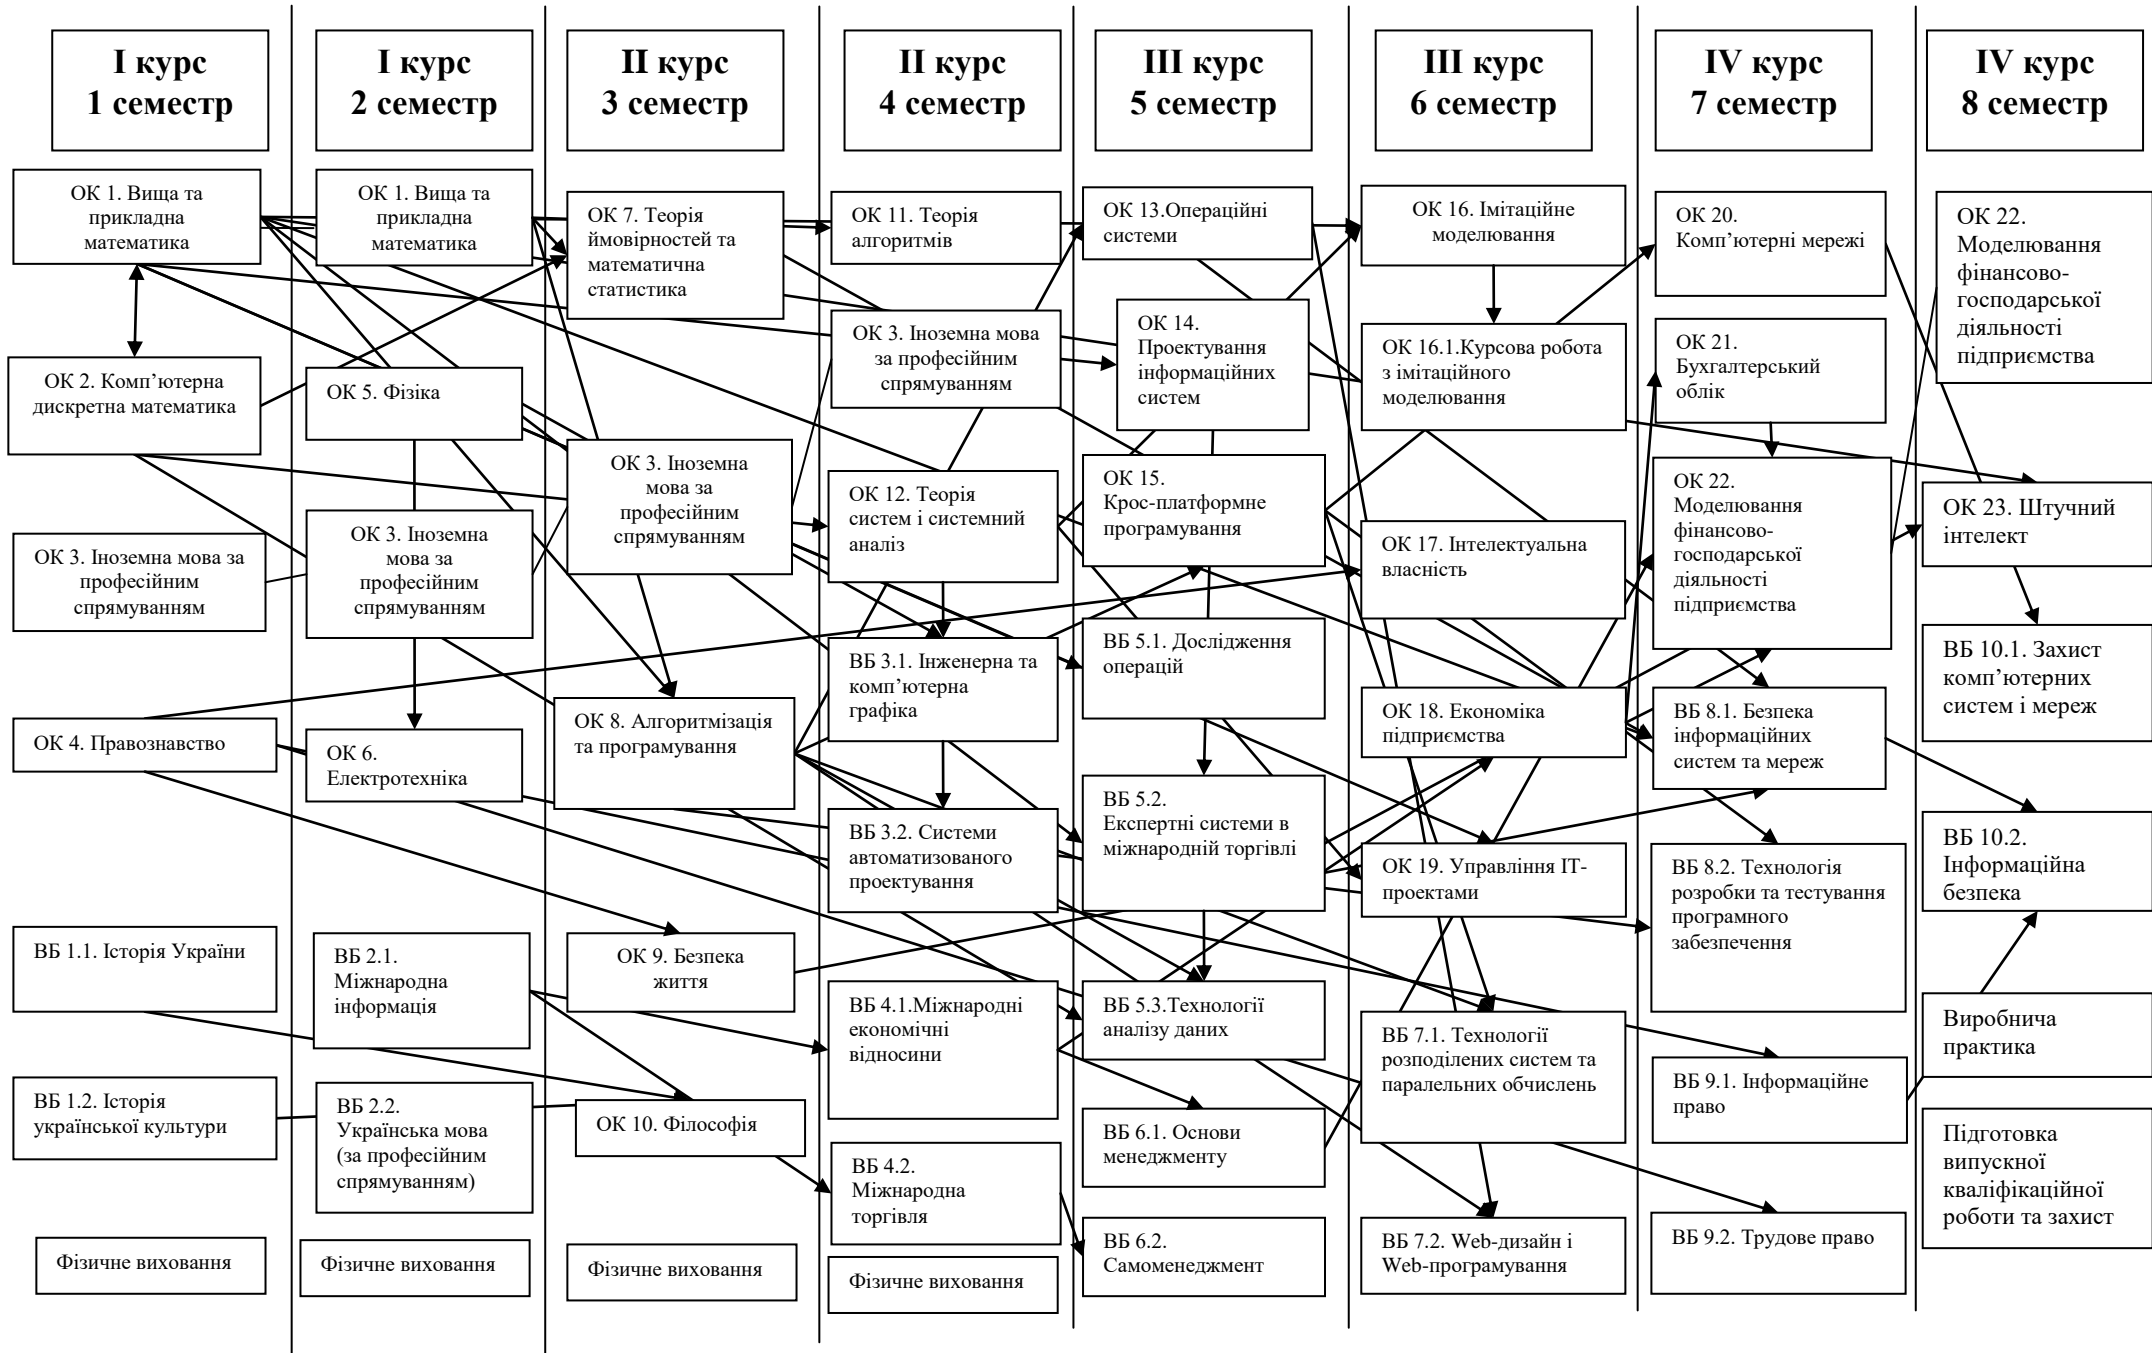 І курс
1 семестр
І курс
2 семестр
ІІ курс
3 семестр
ІІ курс
4 семестр
ІІІ курс
5 семестр
ІІІ курс
6 семестр
IV курс
7 семестр
IV курс
8 семестр
ОК 1. Вища та
прикладна
математика
ОК 2. Комп’ютерна
дискретна математика
ОК 3. Іноземна мова за
професійним
спрямуванням
ОК 4. Правознавство
ВБ 1.1. Історія України
ВБ 1.2. Історія
української культури
Фізичне виховання
ОК 1. Вища та
прикладна
математика
ОК 5. Фізика
ОК 3. Іноземна
мова за
професійним
спрямуванням
ОК 6.
Електротехніка
ВБ 2.1.
Міжнародна
інформація
ВБ 2.2.
Українська мова
(за професійним
спрямуванням)
Фізичне виховання
ОК 7. Теорія
ймовірностей та
математична
статистика
ОК 3. Іноземна
мова за
професійним
спрямуванням
ОК 8. Алгоритмізація
та програмування
ОК 9. Безпека
життя
ОК 10. Філософія
Фізичне виховання
ОК 11. Теорія
алгоритмів
ОК 3. Іноземна мова
за професійним
спрямуванням
ОК 12. Теорія
систем і системний
аналіз
ВБ 3.1. Інженерна та
комп’ютерна
графіка
ВБ 3.2. Системи
автоматизованого
проектування
ВБ 4.1.Міжнародні
економічні
відносини
ВБ 4.2.
Міжнародна
торгівля
Фізичне виховання
ОК 13.Операційні
системи
ОК 14.
Проектування
інформаційних
систем
ОК 15.
Крос-платформне
програмування
ВБ 5.1. Дослідження
операцій
ВБ 5.2.
Експертні системи в
міжнародній торгівлі
ВБ 5.3.Технології
аналізу даних
ВБ 6.1. Основи
менеджменту
ВБ 6.2.
Самоменеджмент
ОК 16. Імітаційне
моделювання
ОК 16.1.Курсова робота
з імітаційного
моделювання
ОК 17. Інтелектуальна
власність
ОК 18. Економіка
підприємства
ОК 19. Управління ІТ-
проектами
ВБ 7.1. Технології
розподілених систем та
паралельних обчислень
ВБ 7.2. Web-дизайн і
Web-програмування
ОК 20.
Комп’ютерні мережі
ОК 21.
Бухгалтерський
облік
ОК 22.
Моделювання
фінансово-
господарської
діяльності
підприємства
ВБ 8.1. Безпека
інформаційних
систем та мереж
ВБ 8.2. Технологія
розробки та тестування
програмного
забезпечення
ВБ 9.1. Інформаційне
право
ВБ 9.2. Трудове право
ОК 22.
Моделювання
фінансово-
господарської
діяльності
підприємства
ОК 23. Штучний
інтелект
ВБ 10.1. Захист
комп’ютерних
систем і мереж
ВБ 10.2.
Інформаційна
безпека
Виробнича
практика
Підготовка
випускної
кваліфікаційної
роботи та захист